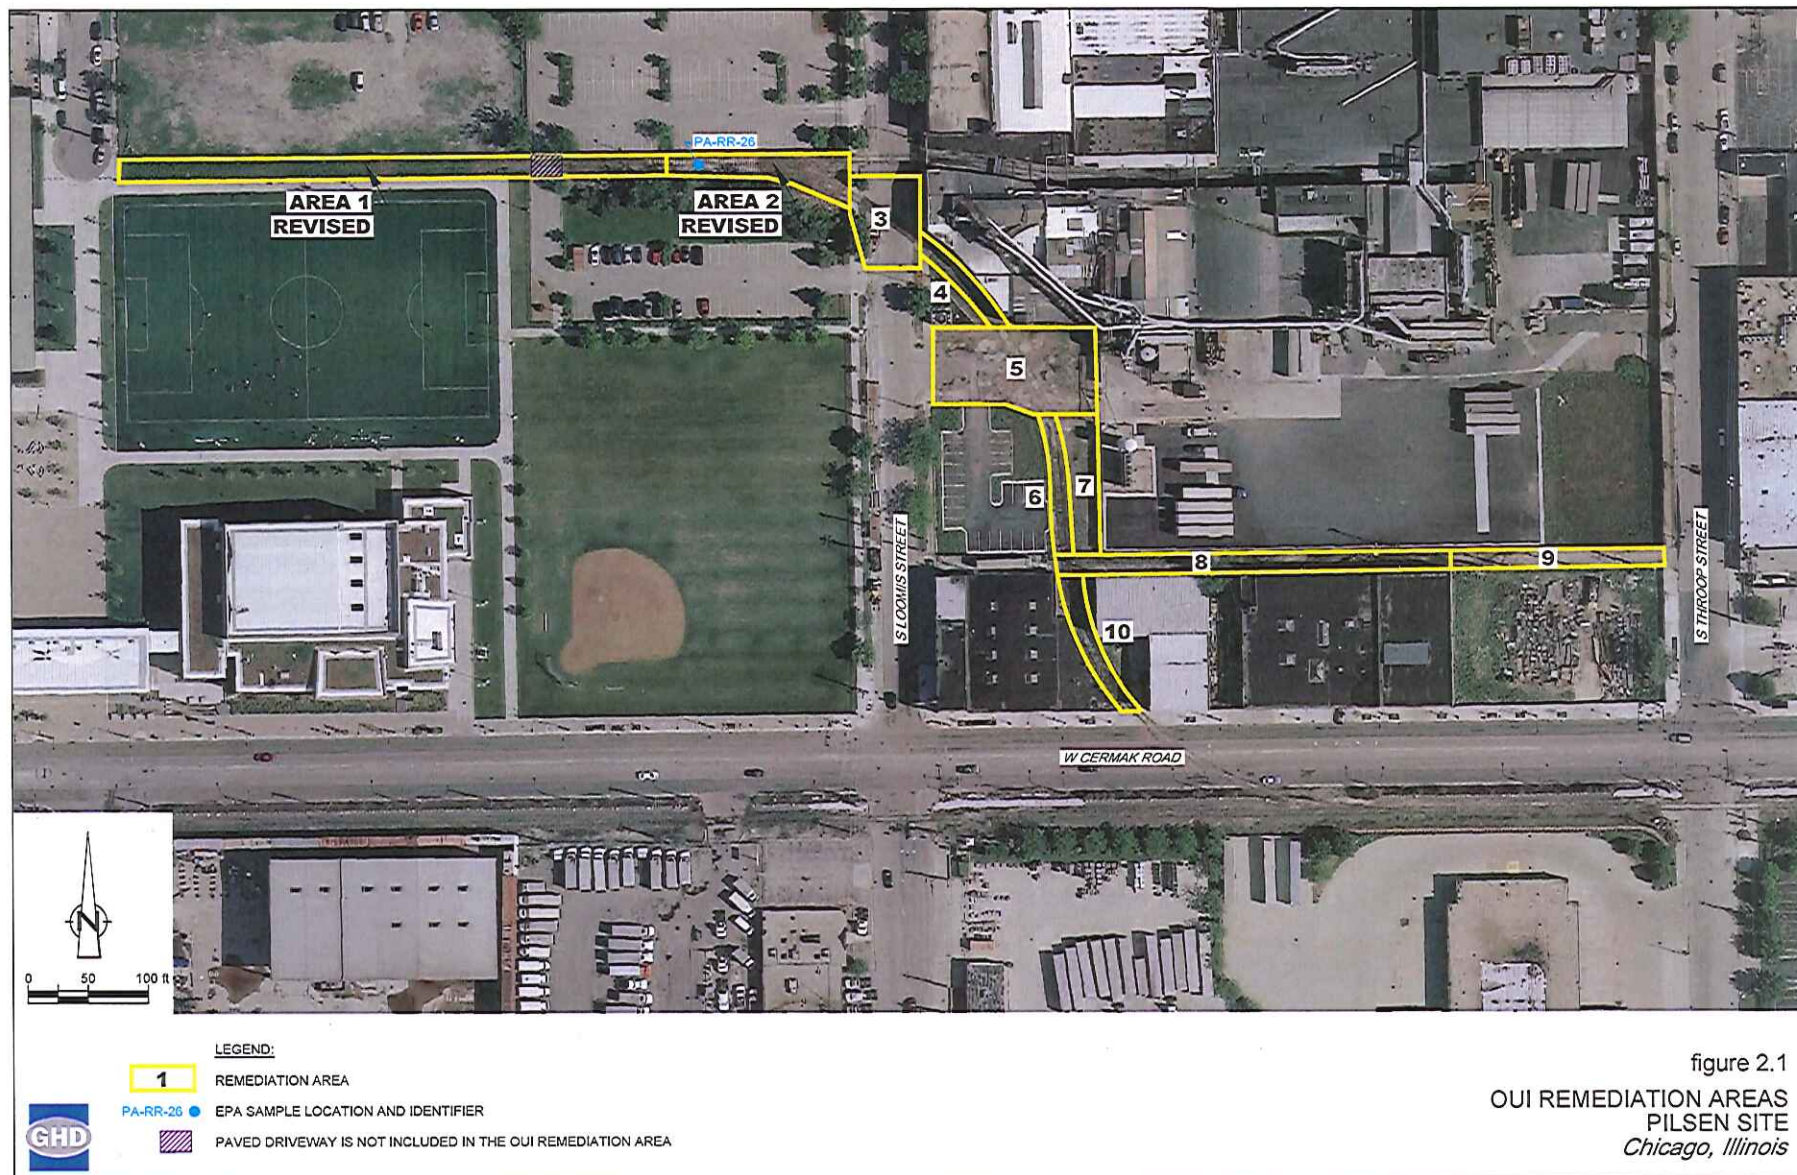 PA-RR-26
AREA 1
REVISED
AREA 2
REVISED
3
4
5
6
7
8
9
10
S LOOMIS STREET
S THROOP STREET
W CERMAK ROAD
N
0 50 100 ft
LEGEND:
1 REMEDIATION AREA
PA-RR-26 EPA SAMPLE LOCATION AND IDENTIFIER
PAVED DRIVEWAY IS NOT INCLUDED IN THE OUI REMEDIATION AREA
GHD
figure 2.1
OUI REMEDIATION AREAS
PILSEN SITE
Chicago, Illinois